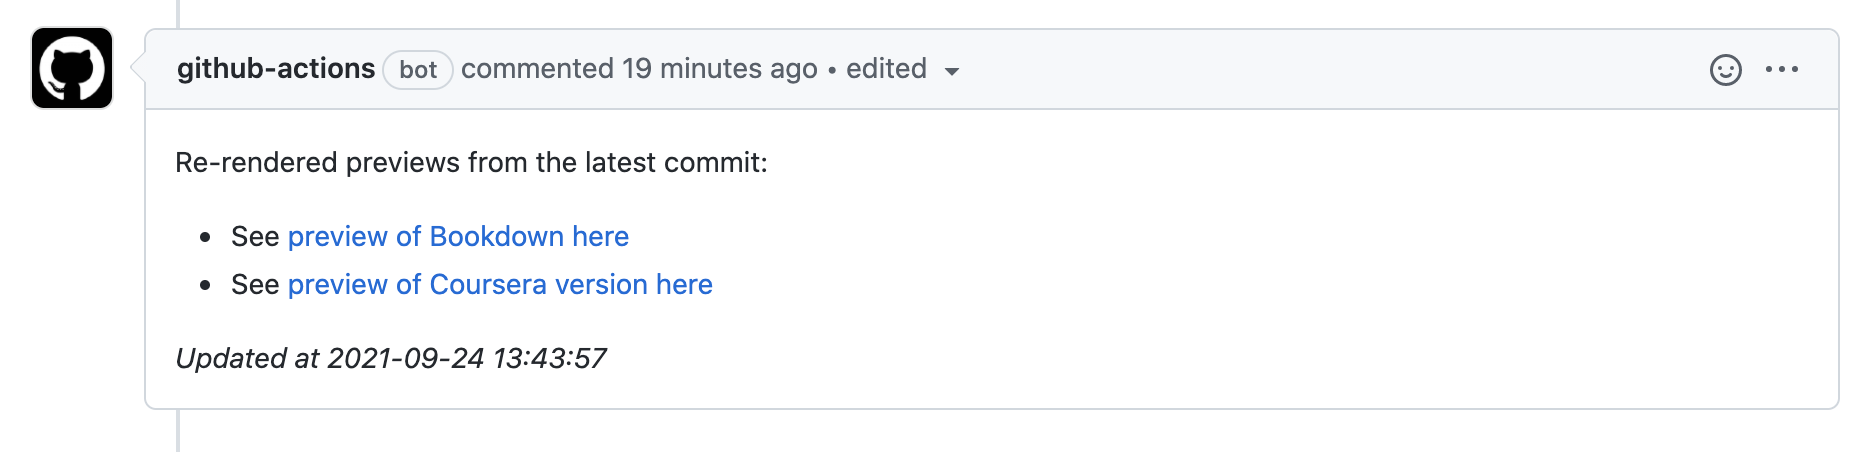 github-actions bot commented 19 minutes ago • edited
Re-rendered previews from the latest commit:
• See preview of Bookdown here
• See preview of Coursera version here
Updated at 2021-09-24 13:43:57